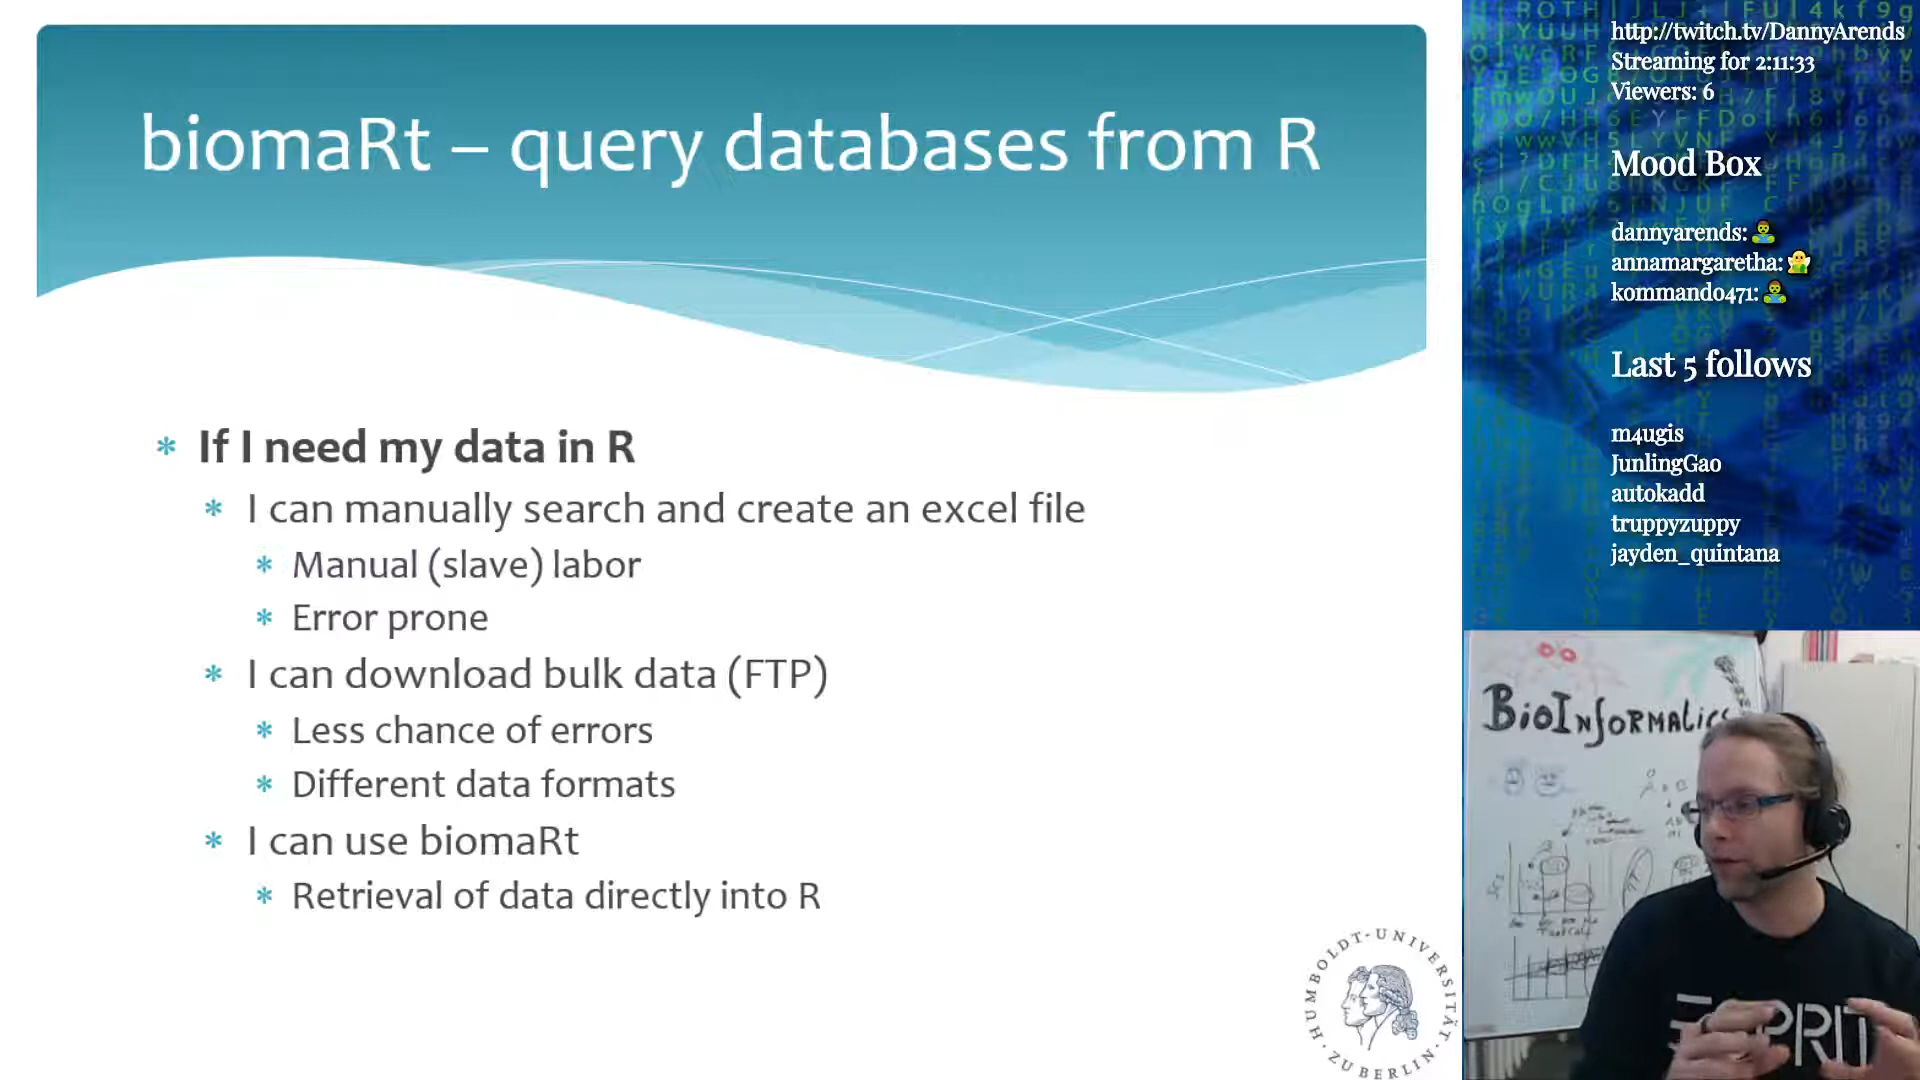 biomaRt – query databases from R
* If I need my data in R
* I can manually search and create an excel file
* Manual (slave) labor
* Error prone
* I can download bulk data (FTP)
* Less chance of errors
* Different data formats
* I can use biomaRt
* Retrieval of data directly into R
HUMBOLDT-UNIVERSITÄT
ZU BERLIN
http://twitch.tv/DannyArends
Streaming for 2:11:33
Viewers: 6
Mood Box
dannyarends:
annamargaretha:
kommando471:
Last 5 follows
m4ugis
JunlingGao
autokadd
truppyzuppy
jayden_quintana
BioInformatics
ESPRIT